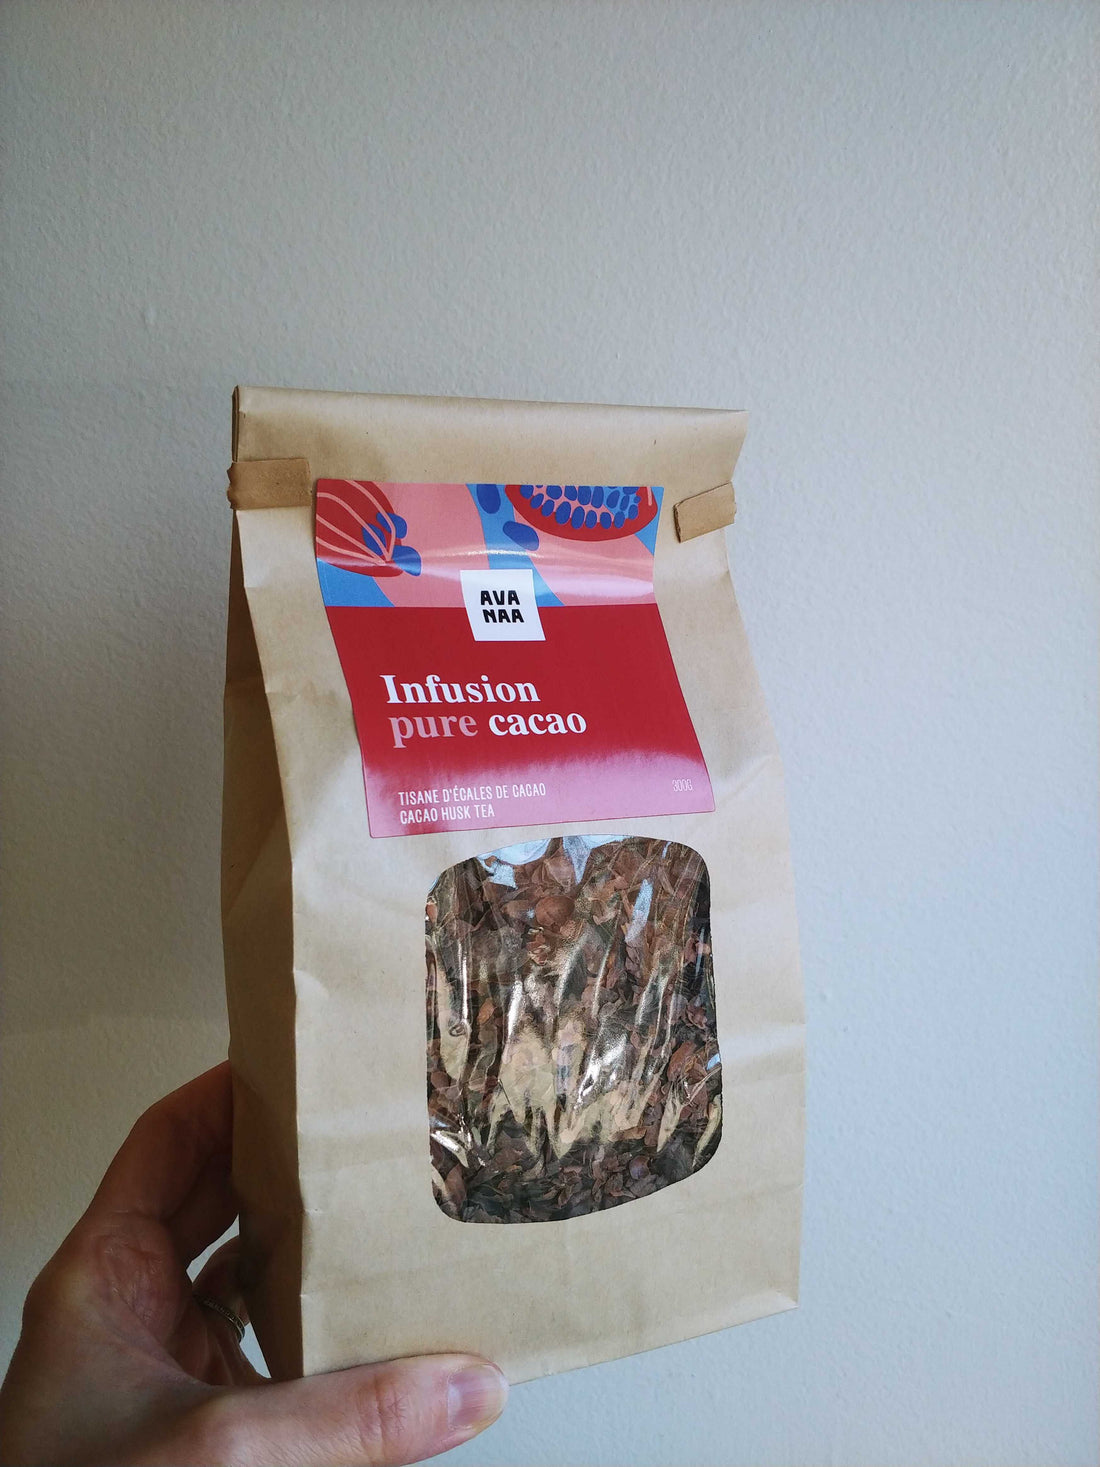 AVA
NAA
Infusion
pure cacao
TISANE D'ÉCALES DE CACAO
CACAO HUSK TEA
300G